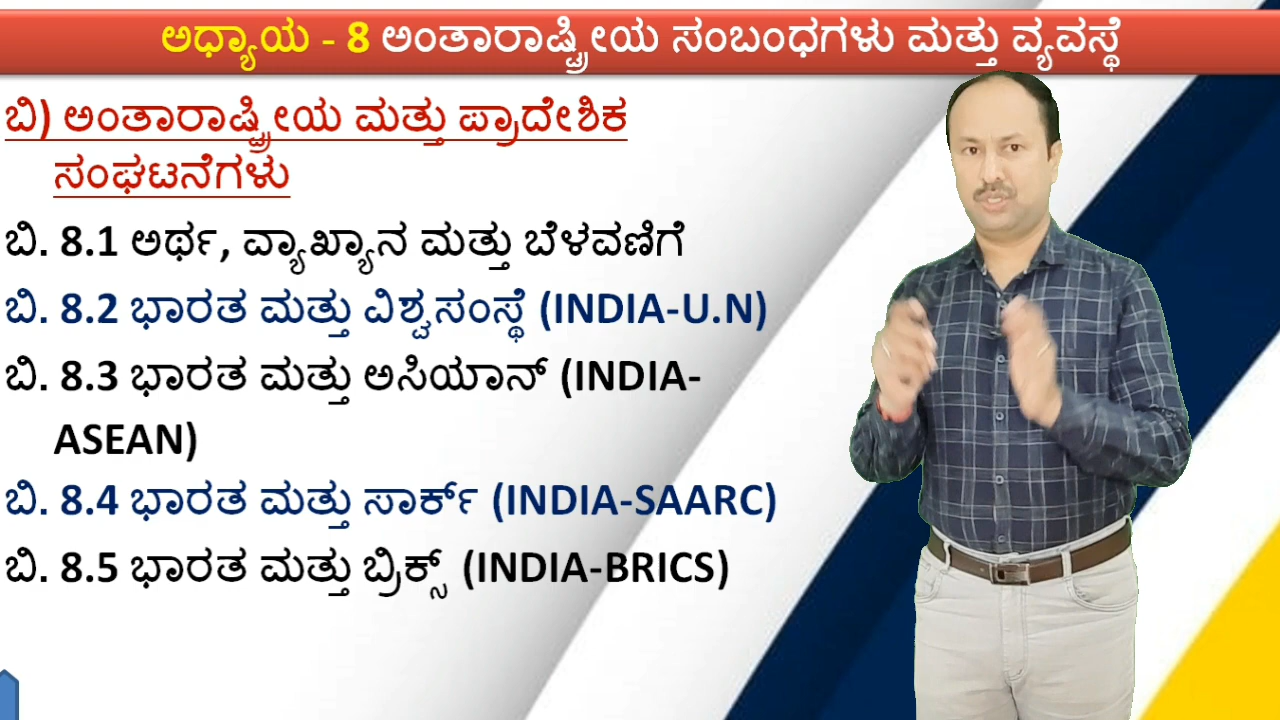 ಅಧ್ಯಾಯ - 8 ಅಂತಾರಾಷ್ಟ್ರೀಯ ಸಂಬಂಧಗಳು ಮತ್ತು ವ್ಯವಸ್ಥೆ
ಬಿ) ಅಂತಾರಾಷ್ಟ್ರೀಯ ಮತ್ತು ಪ್ರಾದೇಶಿಕ
ಸಂಘಟನೆಗಳು
ಬಿ. 8.1 ಅರ್ಥ, ವ್ಯಾಖ್ಯಾನ ಮತ್ತು ಬೆಳವಣಿಗೆ
ಬಿ. 8.2 ಭಾರತ ಮತ್ತು ವಿಶ್ವಸಂಸ್ಥೆ (INDIA-U.N)
ಬಿ. 8.3 ಭಾರತ ಮತ್ತು ಅಸಿಯಾನ್ (INDIA-
ASEAN)
ಬಿ. 8.4 ಭಾರತ ಮತ್ತು ಸಾರ್ಕ್ (INDIA-SAARC)
ಬಿ. 8.5 ಭಾರತ ಮತ್ತು ಬ್ರಿಕ್ಸ್ (INDIA-BRICS)